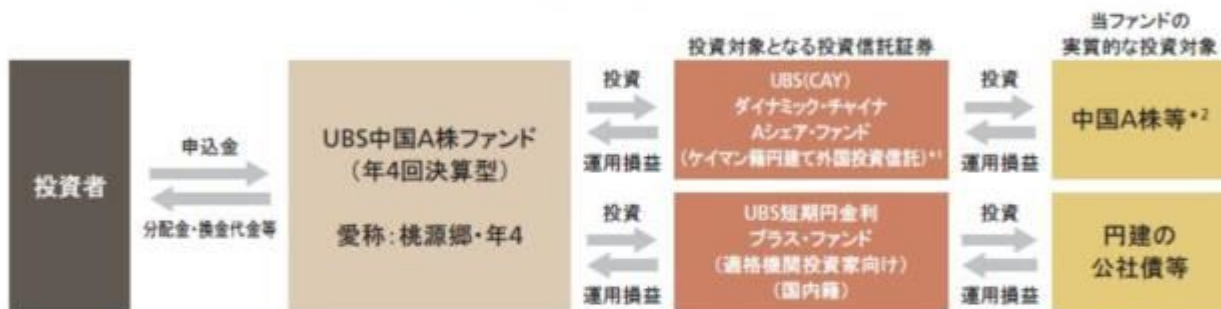 投資対象となる投資信託証券
当ファンドの
実質的な投資対象
投資者
申込金
分配金・換金代金等
UBS中国A株ファンド
(年4回決算型)
愛称:桃源郷・年4
投資
運用損益
UBS(CAY)
ダイナミック・チャイナ
Aシェア・ファンド
(ケイマン籍円建て外国投資信託)*1
投資
運用損益
中国A株等*2
投資
運用損益
UBS短期円金利
プラス・ファンド
(適格機関投資家向け)
(国内籍)
投資
運用損益
円建の
公社債等